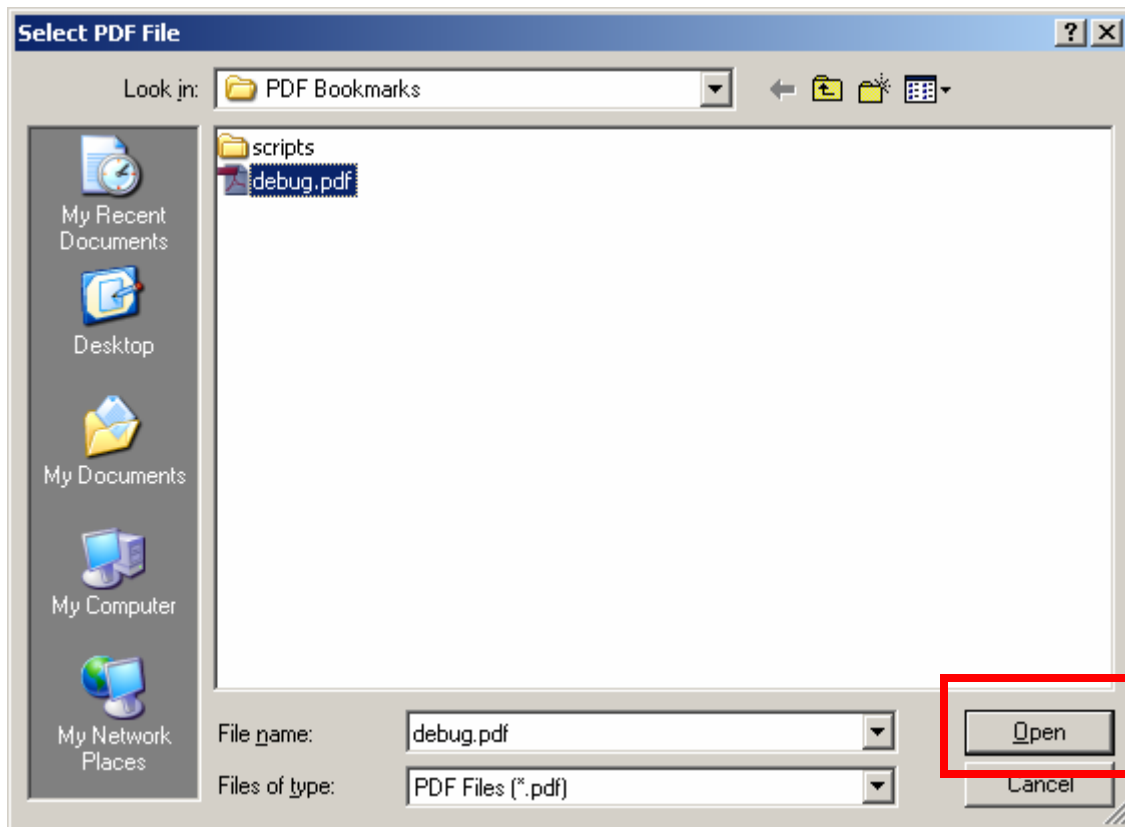 Select PDF File
Look in: PDF Bookmarks
scripts
debug.pdf
My Recent
Documents
Desktop
My Documents
My Computer
My Network
Places
File name: debug.pdf
Open
Files of type: PDF Files (*.pdf)
Cancel